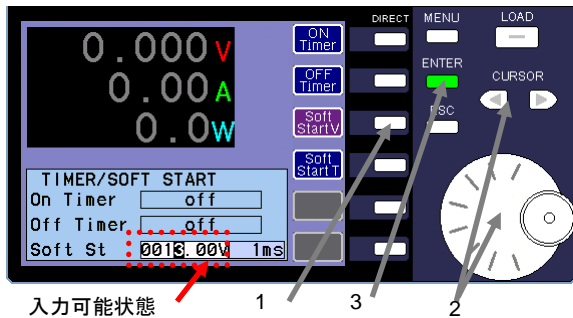 DIRECT MENU LOAD
ON Timer
0.000V
OFF Timer
ENTER
0.00A
CURSOR
Soft StartV
ESC
0.0W
Soft StartT
TIMER/SOFT START
On Timer off
Off Timer off
Soft St 0013.00V 1ms
入力可能状態 1 3 2